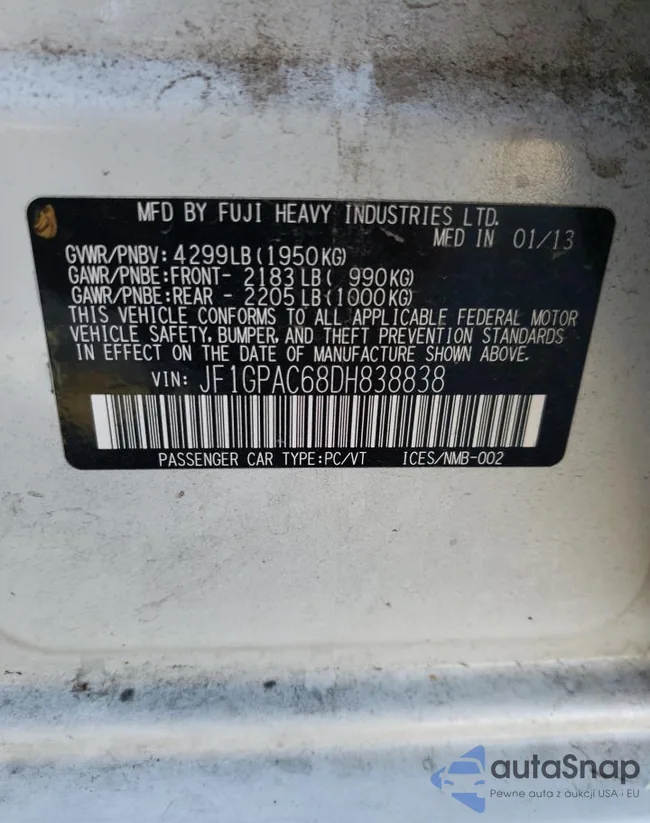 MFD BY FUJI HEAVY INDUSTRIES LTD.
MED IN 01/13
GVWR/PNBV: 4299LB (1950KG)
GAWR/PNBE:FRONT- 2183LB ( 990KG)
GAWR/PNBE:REAR - 2205LB (1000KG)
THIS VEHICLE CONFORMS TO ALL APPLICABLE FEDERAL MOTOR
VEHICLE SAFETY, BUMPER, AND THEFT PREVENTION STANDARDS
IN EFFECT ON THE DATE OF MANUFACTURE SHOWN ABOVE.
VIN: JF1GPAC68DH838838
PASSENGER CAR TYPE:PC/VT ICES/NMB-002
autaSnap
Pewne auta z aukcji USA i EU